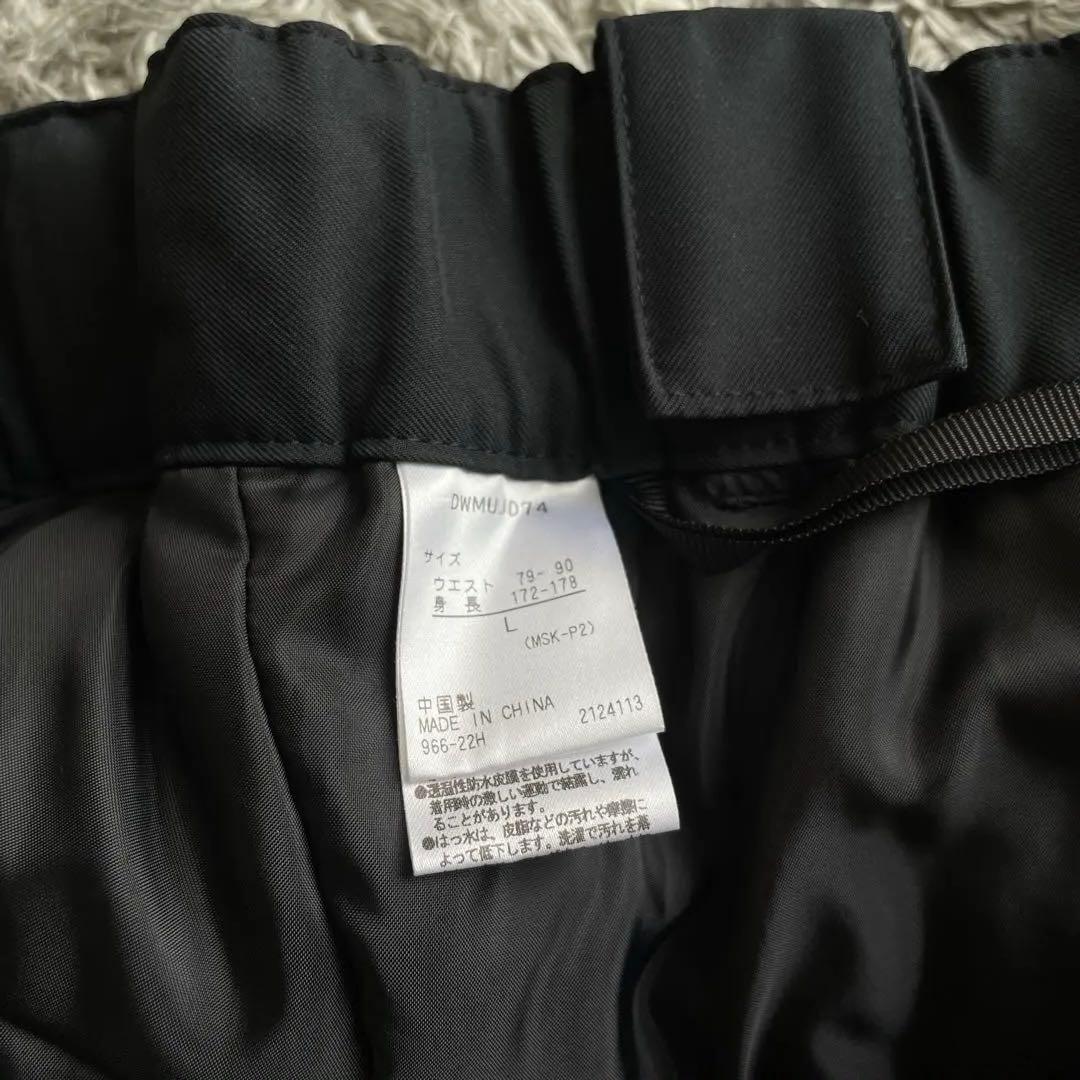 DWMUJD74
サイズ
ウエスト 79- 90
身 長 172-178
L
(MSK-P2)
中国製
MADE IN CHINA 2124113
966-22H
●透湿性防水皮膜を使用していますが、
着用時の激しい運動で結露し、濡れ
ることがあります。
●はっ水は、皮脂などの汚れや摩擦に
よって低下します。洗濯で汚れを落